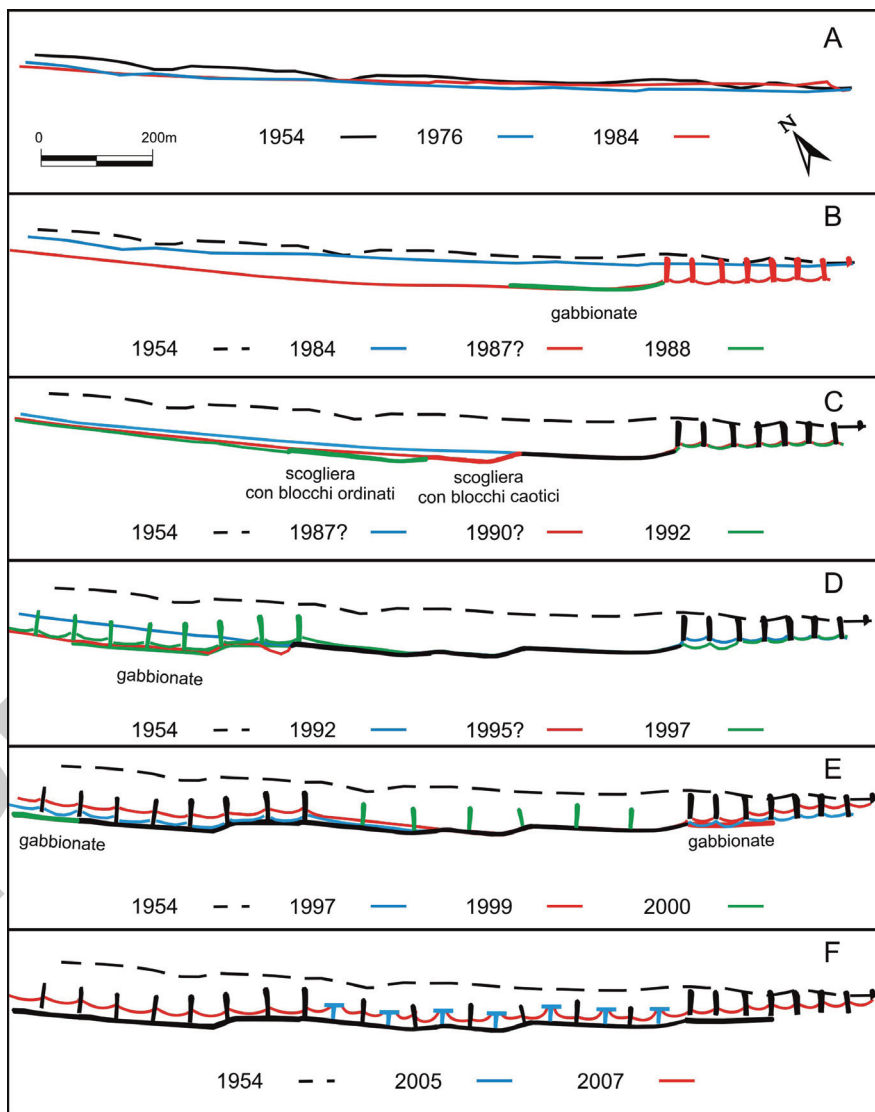 A
0 200m
N
1954 1976 1984
B
gabbionate
1954 1984 1987? 1988
C
scogliera
con blocchi ordinati
scogliera
con blocchi caotici
1954 1987? 1990? 1992
D
gabbionate
1954 1992 1995? 1997
E
gabbionate
gabbionate
1954 1997 1999 2000
F
1954 2005 2007